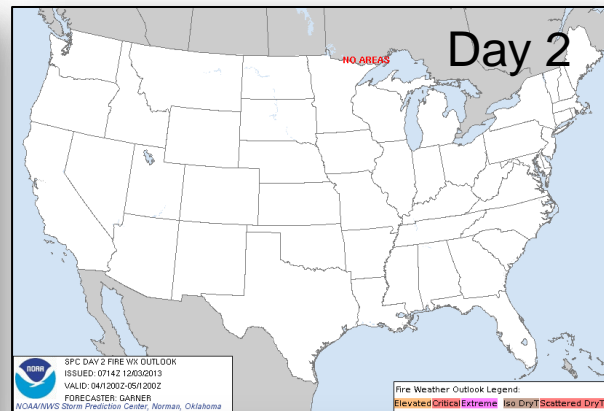 Day 2
NO AREAS
NOAA
SPC DAY 2 FIRE WX OUTLOOK
ISSUED: 0714Z 12/03/2013
VALID: 04/1200Z-05/1200Z
FORECASTER: GARNER
NOAA/NWS Storm Prediction Center, Norman, Oklahoma
Fire Weather Outlook Legend:
Elevated Critical Extreme Iso DryT Scattered DryT